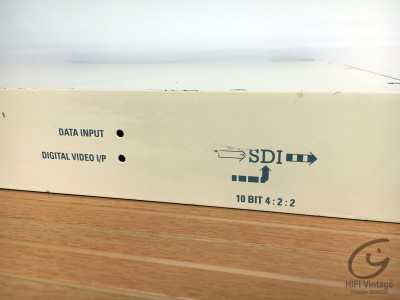 DATA INPUT
DIGITAL VIDEO I/P
SDI
10 BIT 4:2:2
HIFI Vintage